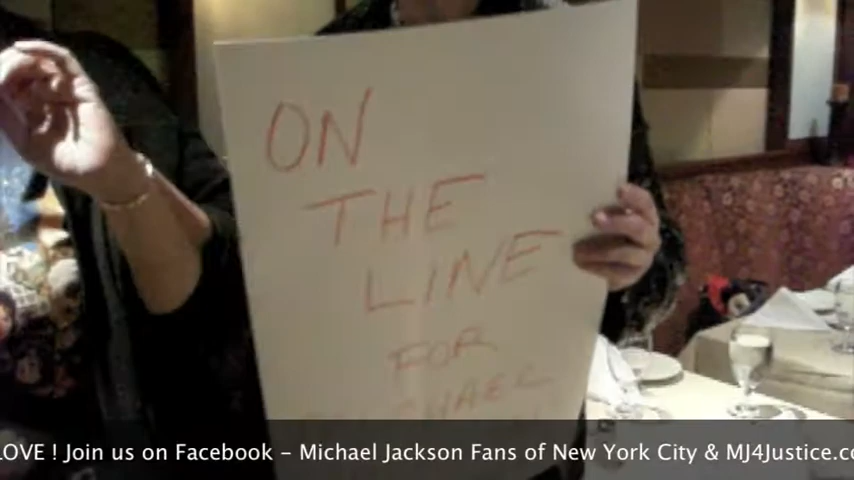 ON
THE
LINE
FOR
LOVE ! Join us on Facebook – Michael Jackson Fans of New York City & MJ4Justice.co